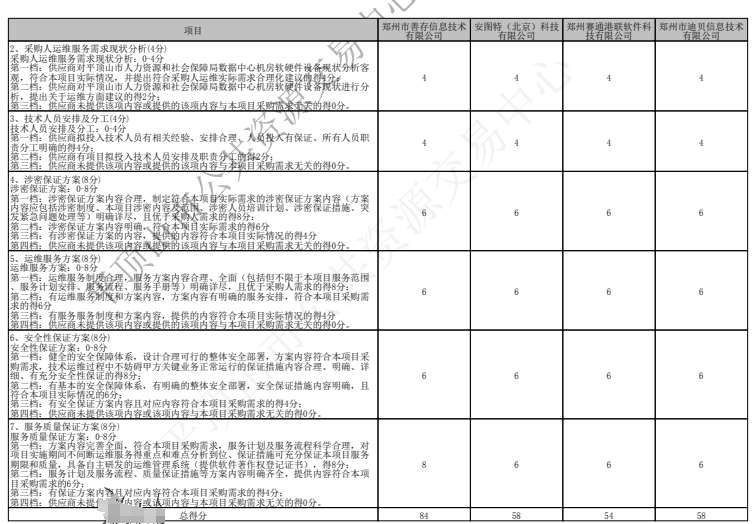 项目
郑州市善存信息技术有限公司
安图特（北京）科技有限公司
郑州赛通港联软件科技有限公司
郑州市迪贝信息技术有限公司
2、采购人运维服务需求现状分析(4分)
采购人运维服务需求现状分析：0-4分
第一档：供应商对平顶山市人力资源和社会保障局数据中心机房软硬件设备现状分析客
观，符合本项目实际情况，并提出符合采购人运维实际需求合理化建议的得4分；
第二档：供应商对平顶山市人力资源和社会保障局数据中心机房软硬件设备现状进行分
析，提出关于运维方面建议的得2分；
第三档：供应商未提供该项内容或提供的该项内容与本项目采购需求无关的得0分。
4 4 4 4
3、技术人员安排及分工(4分)
技术人员安排及分工：0-4分
第一档：供应商拟投入技术人员有相关经验、安排合理、人员投入有保证、所有人员职
责分工明确的得4分；
第二档：供应商有项目拟投入技术人员安排及职责分工的得2分；
第三档：供应商未提供该项内容或提供的该项内容与本项目采购需求无关的得0分。
4 4 4 4
4、涉密保证方案(8分)
涉密保证方案：0-8分
第一档：涉密保证方案内容合理，制定符合本项目实际需求的涉密保证方案内容（方案
内容应包括涉密制度、本项目涉密内容及范围、涉密人员培训计划、涉密保证措施、突
发紧急问题处理等）明确详尽，且优于采购人需求的得8分；
第二档：涉密保证方案内容明确，符合本项目实际需求的得6分
第三档：有涉密保证方案的内容，提供的内容符合本项目实际情况的得4分
第四档：供应商未提供该项内容或提供的该项内容与本项目采购需求无关的得0分。
6 6 6 6
5、运维服务方案(8分)
运维服务方案：0-8分
第一档：运维服务制度合理，服务方案内容合理、全面（包括但不限于本项目服务范围
、服务计划安排、服务流程、服务手册等）明确详尽，且优于采购人需求的得8分；
第二档：有运维服务制度和方案内容，方案内容有明确的服务安排，符合本项目采购需
求的得6分
第三档：有服务服务制度和方案内容，提供的内容符合本项目实际情况的得4分
第四档：供应商未提供该项内容或提供的该项内容与本项目采购需求无关的得0分。
6 6 6 6
6、安全性保证方案(8分)
安全性保证方案：0-8分
第一档：健全的安全保障体系，设计合理可行的整体安全部署，方案内容符合本项目采
购需求，技术运维过程中不妨碍甲方关键业务正常运行的保证措施内容合理、明确、详
细、有充分安全性保证的得8分；
第二档：有基本的安全保障体系，有明确的整体安全部署，安全保证措施内容明确，且
符合本项目实际情况的6分；
第三档：有安全保证方案内容且对应内容符合本项目采购需求的得4分；
第四档：供应商未提供该项内容或该项内容与本项目采购需求无关的得0分。
6 6 6 6
7、服务质量保证方案(8分)
服务质量保证方案：0-8分
第一档：方案内容完善全面，符合本项目采购需求，服务计划及服务流程科学合理，对
项目实施期间不间断运维服务得重点和难点分析到位、保证措施可充分保证本项目服务
期限和质量，具备自主研发的运维管理系统（提供软件著作权登记证书），得8分；
第二档：服务计划及服务流程、质量保证措施等方案内容明确齐全，提供内容符合本项
目采购需求的6分；
第三档：有保证方案内容且对应内容符合本项目采购需求的得4分；
第四档：供应商未提供该项内容或该项内容与本项目采购需求无关的得0分。
8 6 6 6
总得分 84 58 54 58